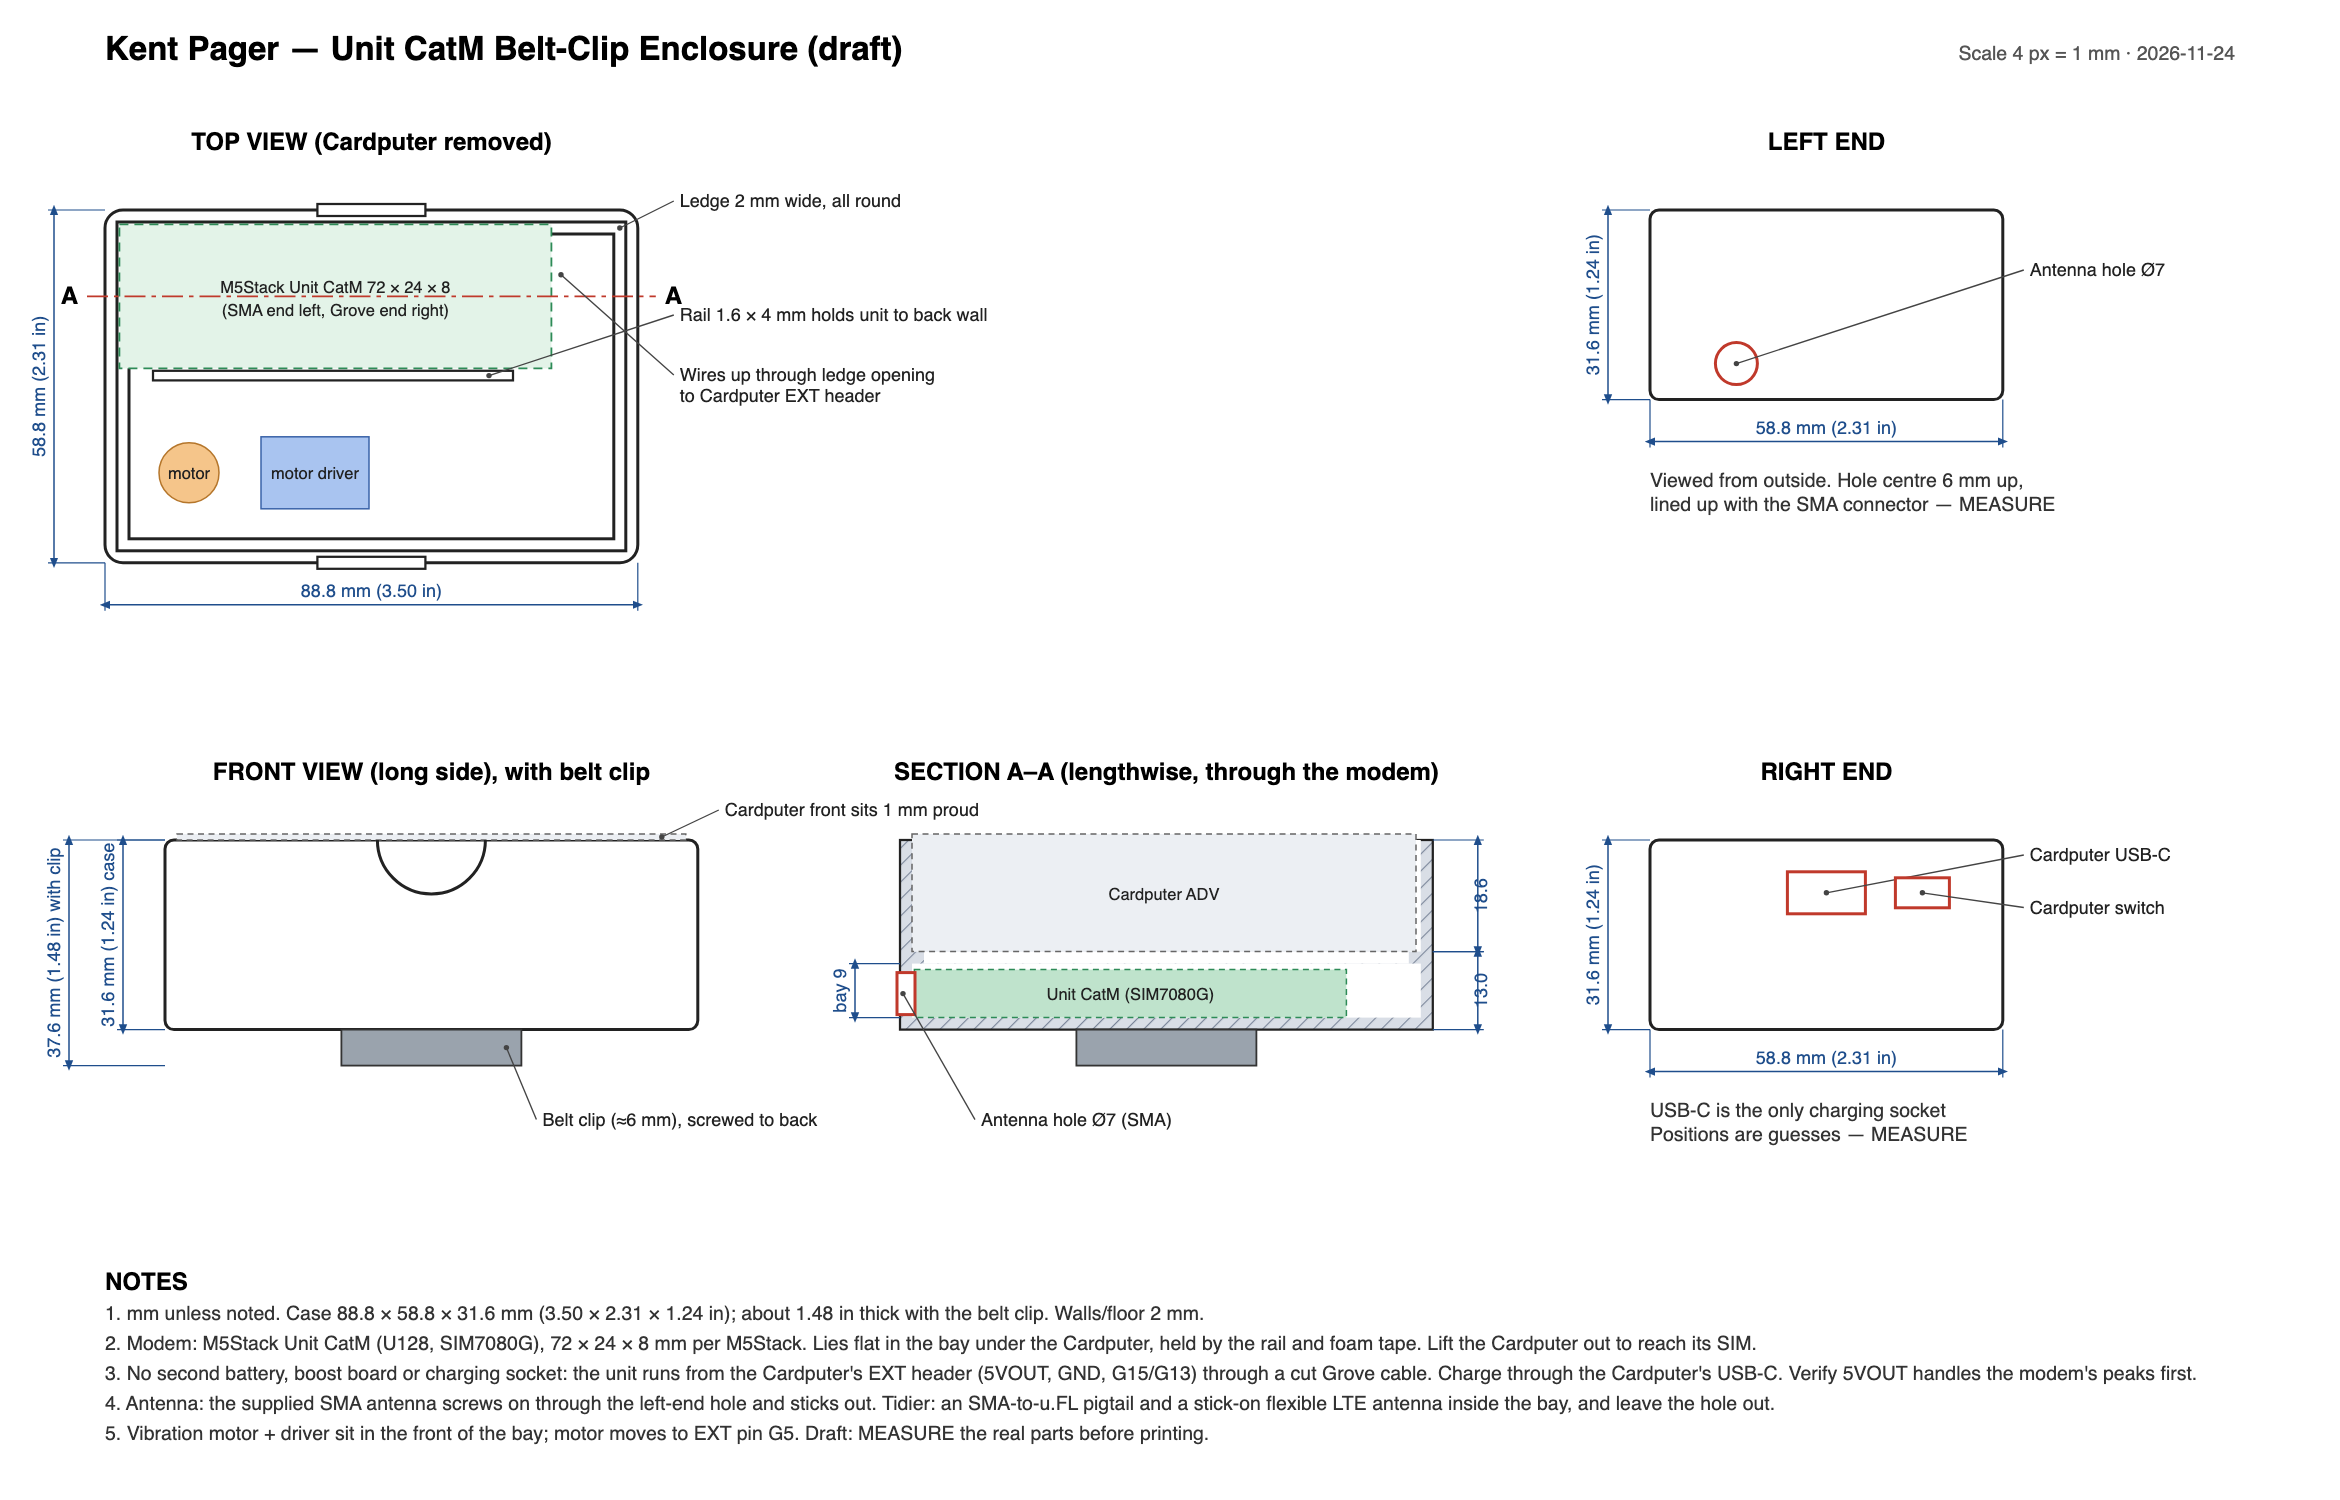 Kent Pager — Unit CatM Belt-Clip Enclosure (draft)
Scale 4 px = 1 mm · 2026-11-24
TOP VIEW (Cardputer removed)
LEFT END
Ledge 2 mm wide, all round
M5Stack Unit CatM 72 × 24 × 8
(SMA end left, Grove end right)
A
A
Rail 1.6 × 4 mm holds unit to back wall
Wires up through ledge opening
to Cardputer EXT header
motor
motor driver
58.8 mm (2.31 in)
88.8 mm (3.50 in)
31.6 mm (1.24 in)
Antenna hole Ø7
58.8 mm (2.31 in)
Viewed from outside. Hole centre 6 mm up,
lined up with the SMA connector — MEASURE
FRONT VIEW (long side), with belt clip
SECTION A–A (lengthwise, through the modem)
RIGHT END
Cardputer front sits 1 mm proud
37.6 mm (1.48 in) with clip
31.6 mm (1.24 in) case
Belt clip (≈6 mm), screwed to back
Cardputer ADV
18.6
bay 9
Unit CatM (SIM7080G)
13.0
Antenna hole Ø7 (SMA)
31.6 mm (1.24 in)
Cardputer USB-C
Cardputer switch
58.8 mm (2.31 in)
USB-C is the only charging socket
Positions are guesses — MEASURE
NOTES
1. mm unless noted. Case 88.8 × 58.8 × 31.6 mm (3.50 × 2.31 × 1.24 in); about 1.48 in thick with the belt clip. Walls/floor 2 mm.
2. Modem: M5Stack Unit CatM (U128, SIM7080G), 72 × 24 × 8 mm per M5Stack. Lies flat in the bay under the Cardputer, held by the rail and foam tape. Lift the Cardputer out to reach its SIM.
3. No second battery, boost board or charging socket: the unit runs from the Cardputer's EXT header (5VOUT, GND, G15/G13) through a cut Grove cable. Charge through the Cardputer's USB-C. Verify 5VOUT handles the modem's peaks first.
4. Antenna: the supplied SMA antenna screws on through the left-end hole and sticks out. Tidier: an SMA-to-u.FL pigtail and a stick-on flexible LTE antenna inside the bay, and leave the hole out.
5. Vibration motor + driver sit in the front of the bay; motor moves to EXT pin G5. Draft: MEASURE the real parts before printing.